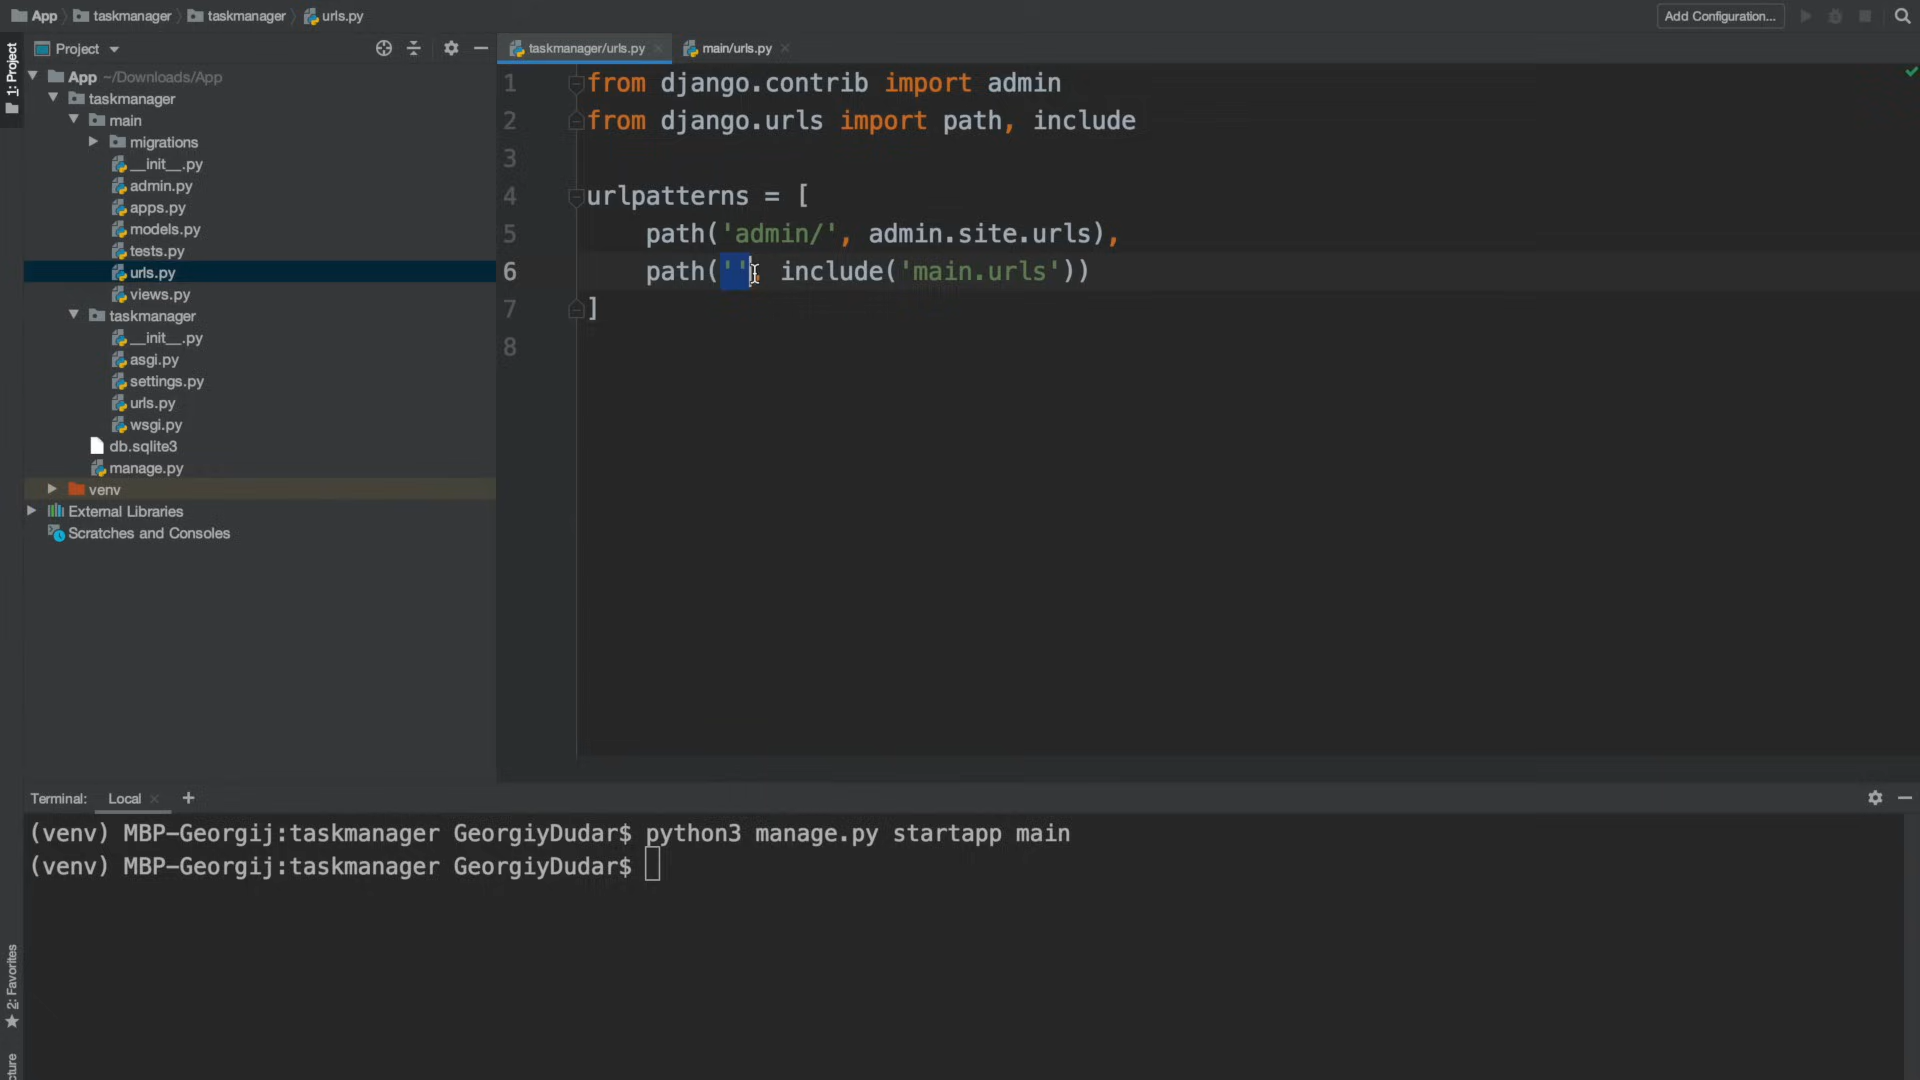 App taskmanager taskmanager urls.py
Add Configuration...
1: Project
Project
App ~/Downloads/App
taskmanager
main
migrations
__init__.py
admin.py
apps.py
models.py
tests.py
urls.py
views.py
taskmanager
__init__.py
asgi.py
settings.py
urls.py
wsgi.py
db.sqlite3
manage.py
venv
External Libraries
Scratches and Consoles
taskmanager/urls.py main/urls.py
1 from django.contrib import admin
2 from django.urls import path, include
3
4 urlpatterns = [
5 path('admin/', admin.site.urls),
6 path('', include('main.urls'))
7 ]
8
Terminal: Local +
(venv) MBP-Georgij:taskmanager GeorgiyDudar$ python3 manage.py startapp main
(venv) MBP-Georgij:taskmanager GeorgiyDudar$
2: Favorites